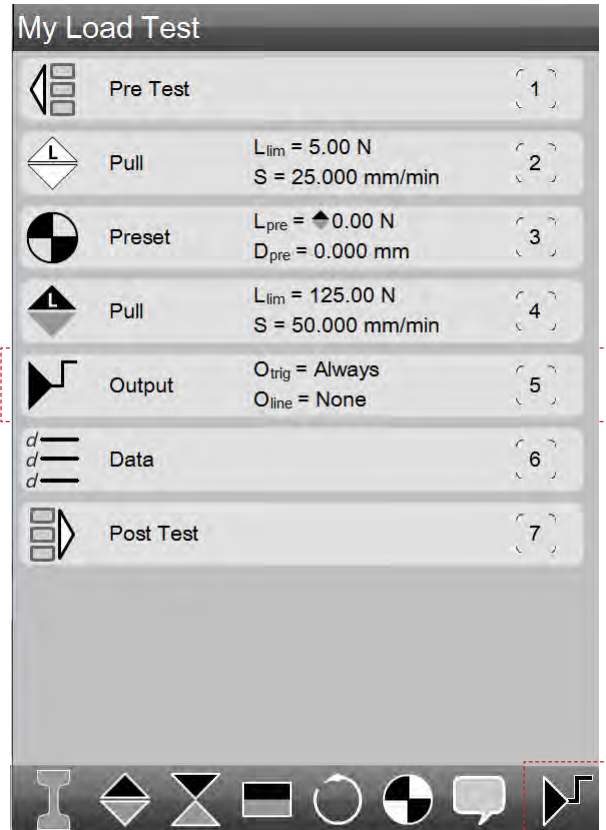 My Load Test
Pre Test 1
L
Pull Llim = 5.00 N 2
S = 25.000 mm/min
Preset Lpre = 0.00 N 3
Dpre = 0.000 mm
L
Pull Llim = 125.00 N 4
S = 50.000 mm/min
Output Otrig = Always 5
Oline = None
d
d
d
Data 6
Post Test 7